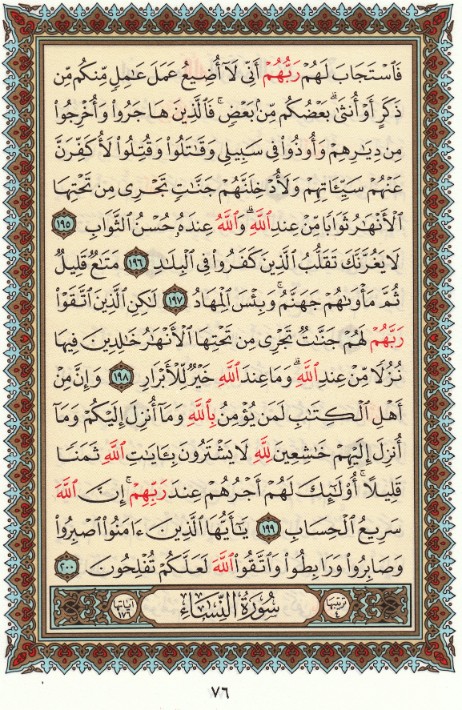 فَٱسۡتَجَابَ لَهُمۡ رَبُّهُمۡ أَنِّي لَآ أُضِيعُ عَمَلَ عَٰمِلٖ مِّنكُم مِّن
ذَكَرٍ أَوۡ أُنثَىٰۖ بَعۡضُكُم مِّنۢ بَعۡضٖۖ فَٱلَّذِينَ هَاجَرُواْ وَأُخۡرِجُواْ
مِن دِيَٰرِهِمۡ وَأُوذُواْ فِي سَبِيلِي وَقَٰتَلُواْ وَقُتِلُواْ لَأُكَفِّرَنَّ
عَنۡهُمۡ سَيِّـَٔاتِهِمۡ وَلَأُدۡخِلَنَّهُمۡ جَنَّٰتٖ تَجۡرِي مِن تَحۡتِهَا
ٱلۡأَنۡهَٰرُ ثَوَابٗا مِّنۡ عِندِ ٱللَّهِۚ وَٱللَّهُ عِندَهُۥ حُسۡنُ ٱلثَّوَابِ ١٩٥
لَا يَغُرَّنَّكَ تَقَلُّبُ ٱلَّذِينَ كَفَرُواْ فِي ٱلۡبِلَٰدِ ١٩٦ مَتَٰعٞ قَلِيلٞ
ثُمَّ مَأۡوَىٰهُمۡ جَهَنَّمُۖ وَبِئۡسَ ٱلۡمِهَادُ ١٩٧ لَٰكِنِ ٱلَّذِينَ ٱتَّقَوۡاْ
رَبَّهُمۡ لَهُمۡ جَنَّٰتٞ تَجۡرِي مِن تَحۡتِهَا ٱلۡأَنۡهَٰرُ خَٰلِدِينَ فِيهَا
نُزُلٗا مِّنۡ عِندِ ٱللَّهِۗ وَمَا عِندَ ٱللَّهِ خَيۡرٞ لِّلۡأَبۡرَارِ ١٩٨ وَإِنَّ مِنۡ
أَهۡلِ ٱلۡكِتَٰبِ لَمَن يُؤۡمِنُ بِٱللَّهِ وَمَآ أُنزِلَ إِلَيۡكُمۡ وَمَآ
أُنزِلَ إِلَيۡهِمۡ خَٰشِعِينَ لِلَّهِ لَا يَشۡتَرُونَ بِـَٔايَٰتِ ٱللَّهِ ثَمَنٗا
قَلِيلًاۚ أُوْلَٰٓئِكَ لَهُمۡ أَجۡرُهُمۡ عِندَ رَبِّهِمۡۗ إِنَّ ٱللَّهَ
سَرِيعُ ٱلۡحِسَابِ ١٩٩ يَٰٓأَيُّهَا ٱلَّذِينَ ءَامَنُواْ ٱصۡبِرُواْ
وَصَابِرُواْ وَرَابِطُواْ وَٱتَّقُواْ ٱللَّهَ لَعَلَّكُمۡ تُفۡلِحُونَ ٢٠٠
ترتيبها ٤ سُورَةُ النِّسَاءِ آياتها ١٧٦
٧٦